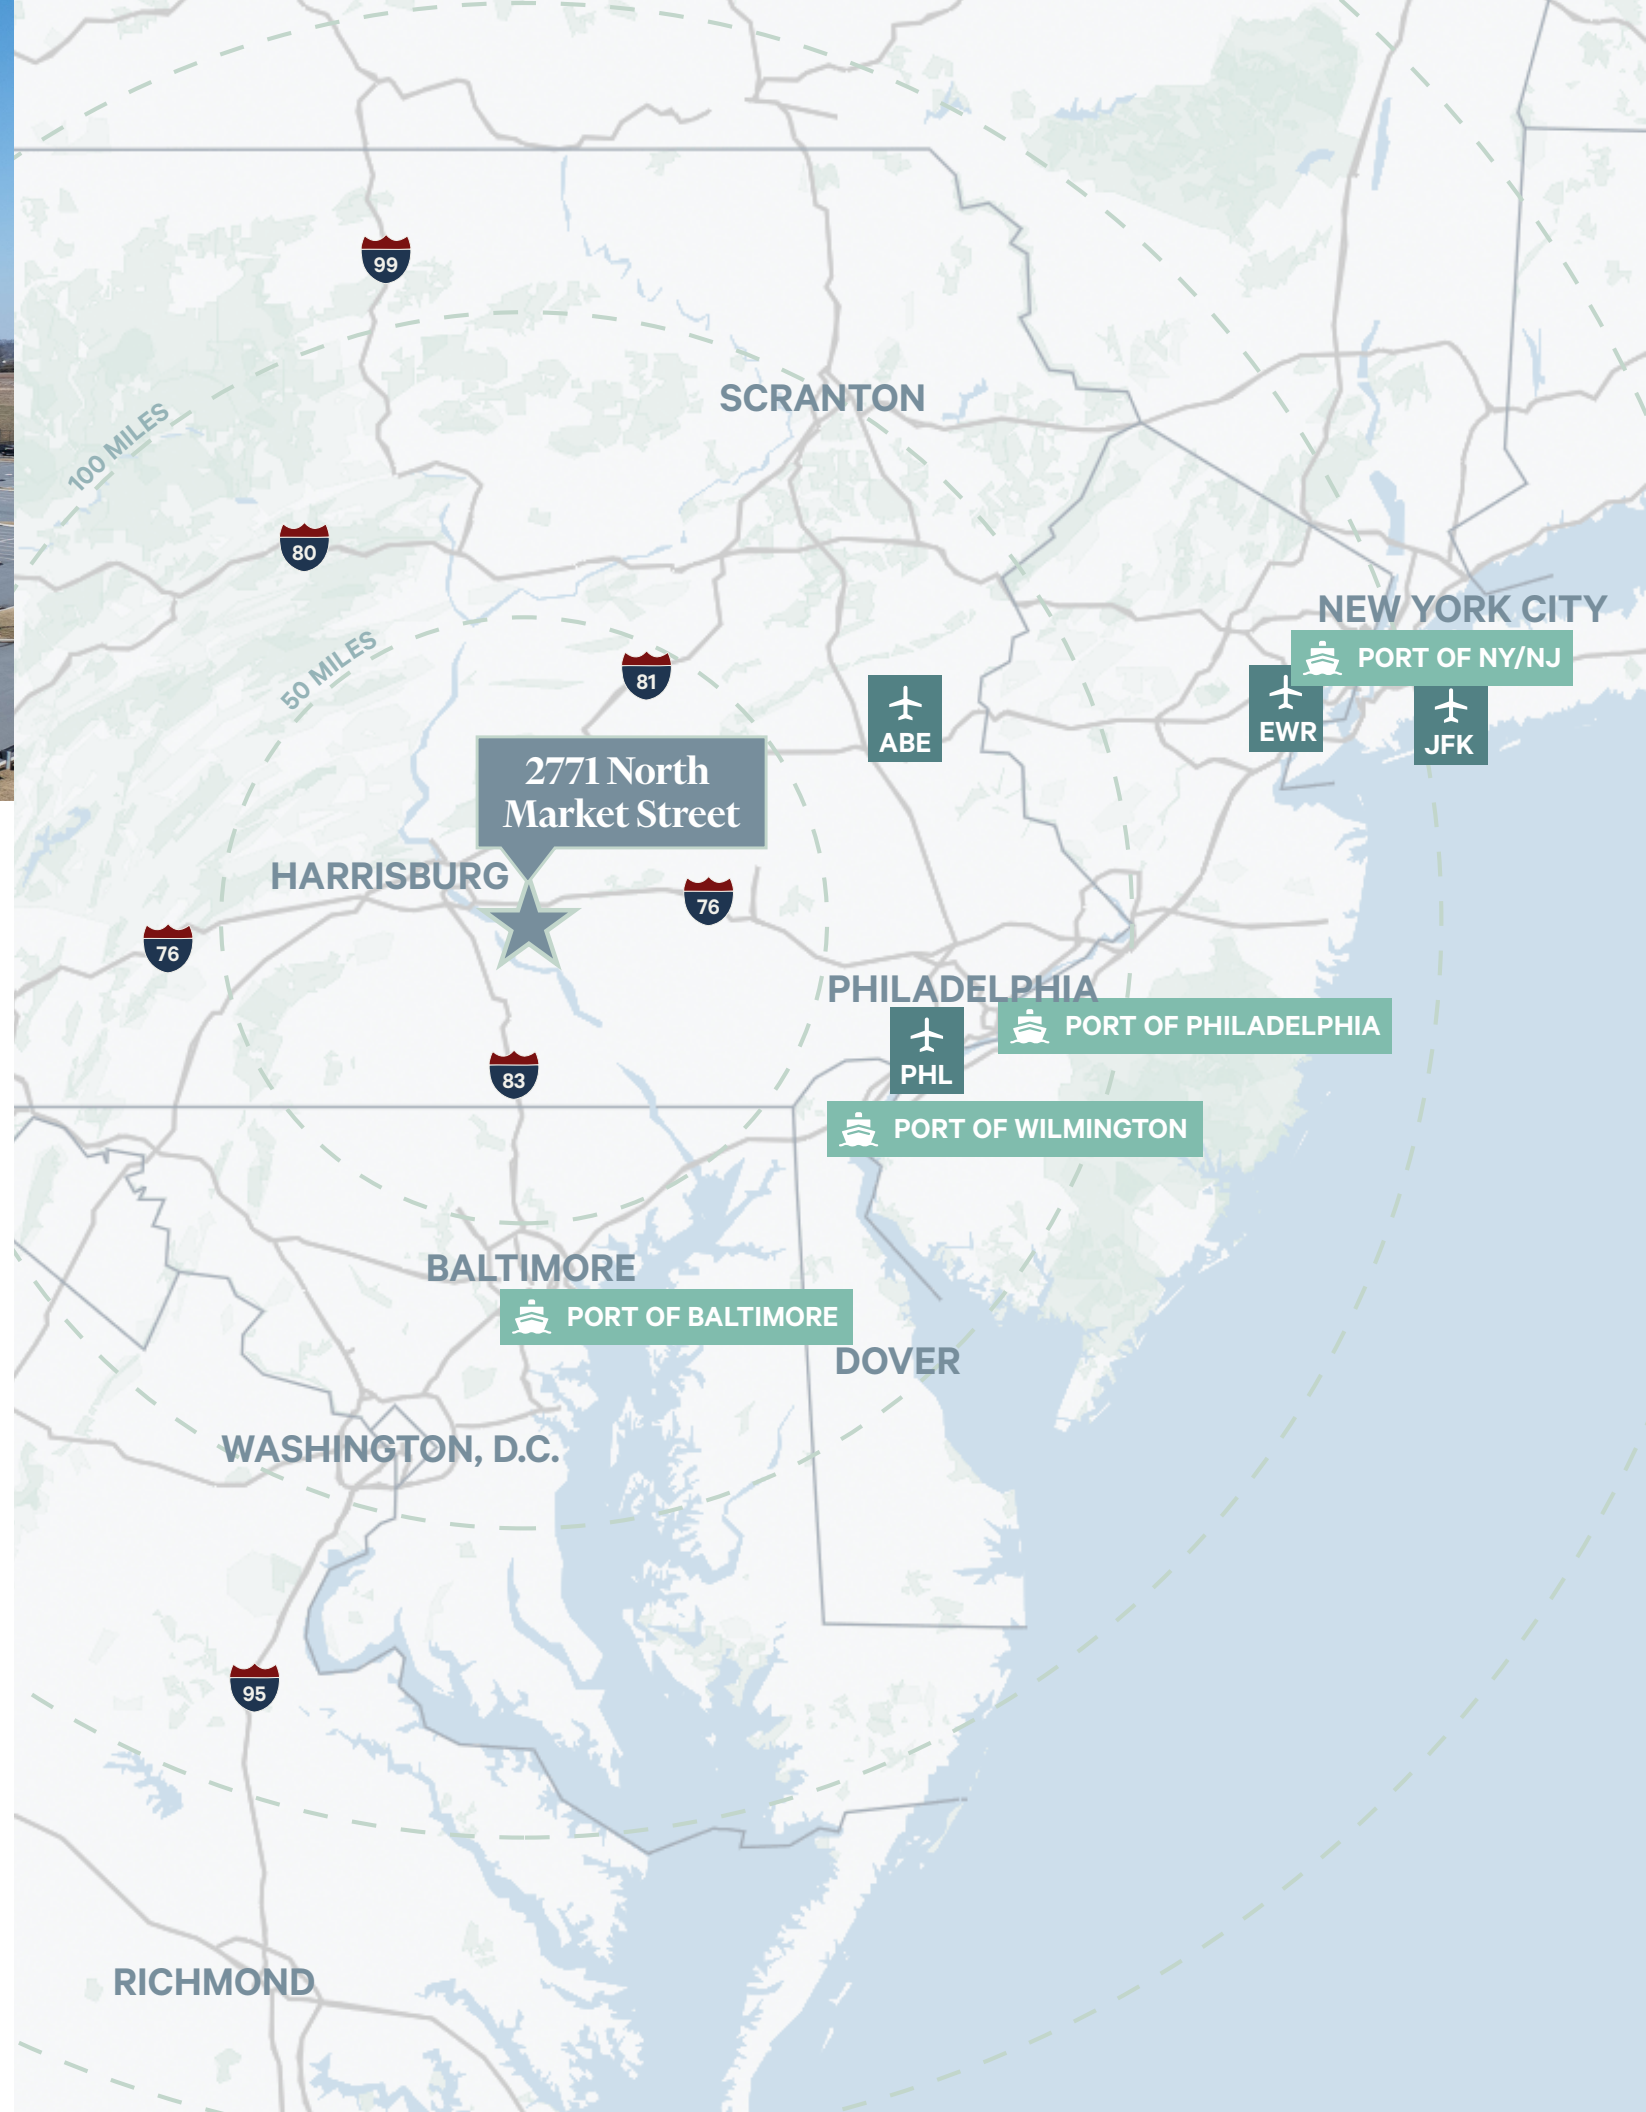 99
SCRANTON
100 MILES
80
NEW YORK CITY
50 MILES
PORT OF NY/NJ
81
ABE
EWR
JFK
2771 North
Market Street
HARRISBURG
76
76
PHILADELPHIA
PORT OF PHILADELPHIA
PHL
83
PORT OF WILMINGTON
BALTIMORE
PORT OF BALTIMORE
DOVER
WASHINGTON, D.C.
95
RICHMOND